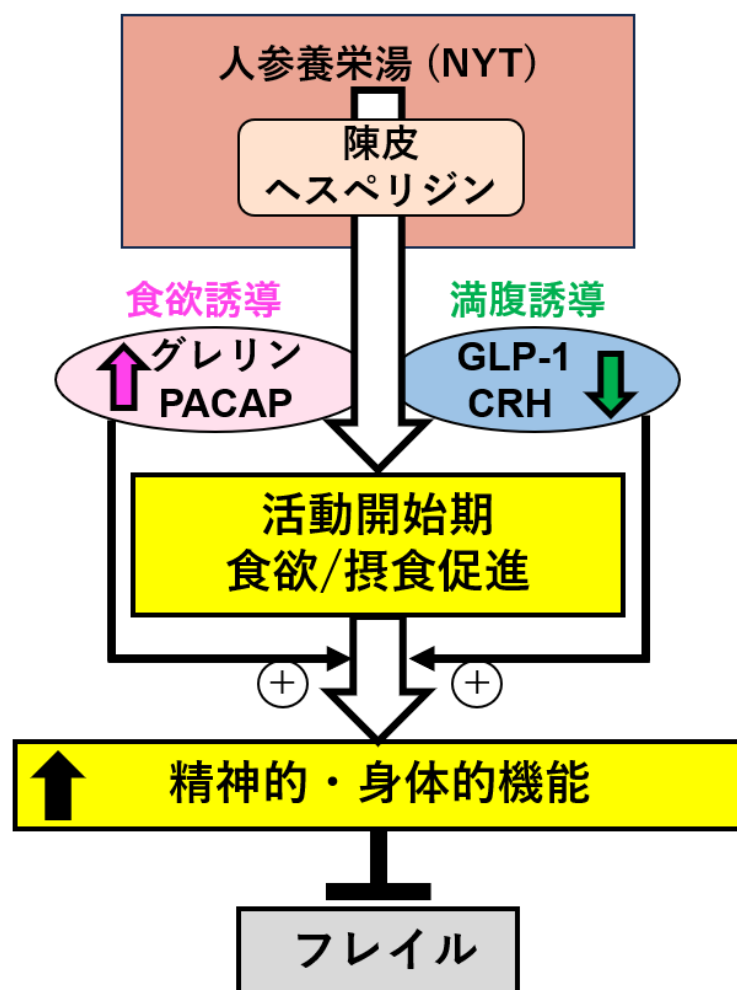 人参養栄湯 (NYT)
陳皮
ヘスペリジン
食欲誘導
満腹誘導
グレリン
PACAP
GLP-1
CRH
活動開始期
食欲/摂食促進
+
+
精神的・身体的機能
フレイル